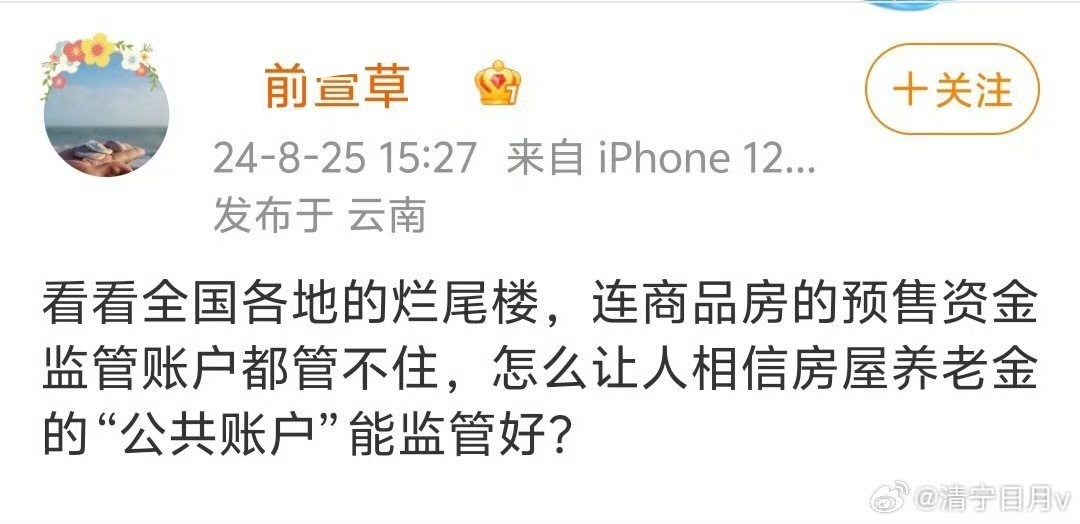 前萱草
+关注
24-8-25 15:27 来自 iPhone 12...
发布于 云南
看看全国各地的烂尾楼，连商品房的预售资金
监管账户都管不住，怎么让人相信房屋养老金
的“公共账户”能监管好？
@清宁目月v